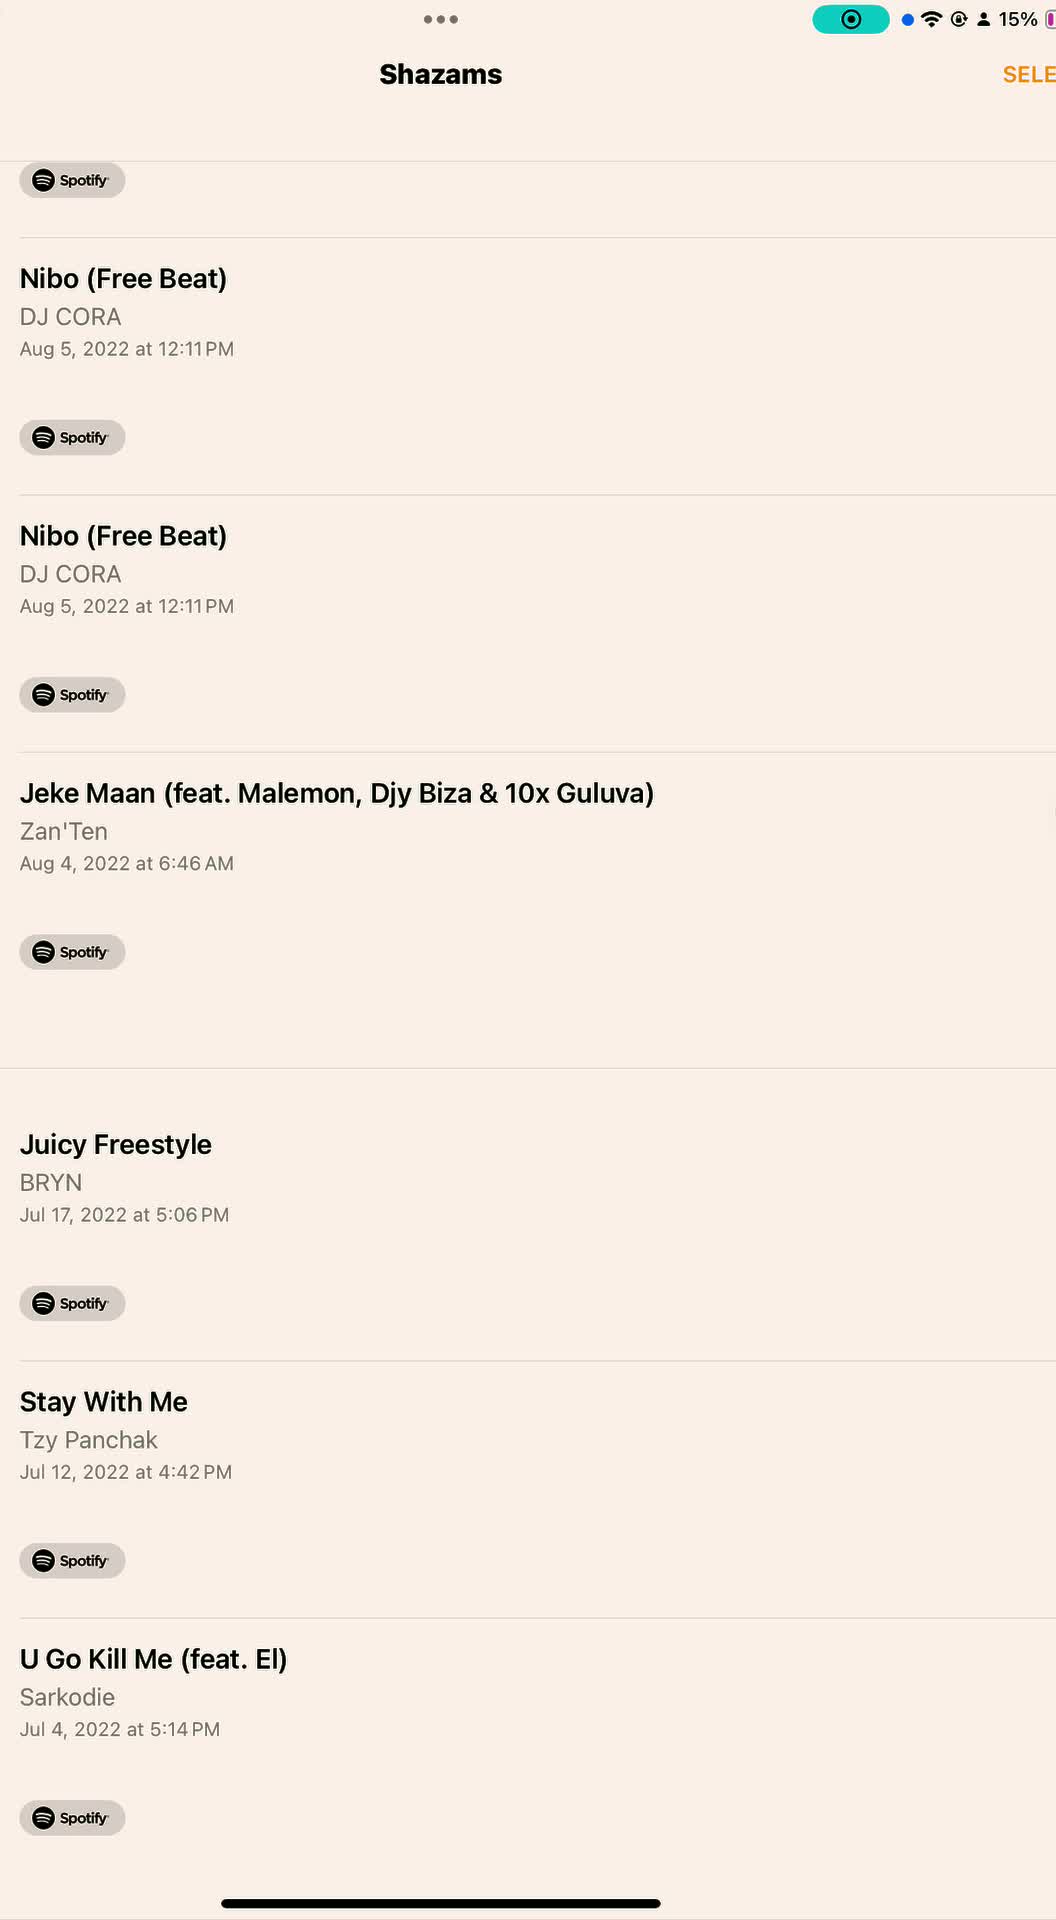 15%
Shazams
SELE
Spotify
Nibo (Free Beat)
DJ CORA
Aug 5, 2022 at 12:11 PM
Spotify
Nibo (Free Beat)
DJ CORA
Aug 5, 2022 at 12:11 PM
Spotify
Jeke Maan (feat. Malemon, Djy Biza & 10x Guluva)
Zan'Ten
Aug 4, 2022 at 6:46 AM
Spotify
Juicy Freestyle
BRYN
Jul 17, 2022 at 5:06 PM
Spotify
Stay With Me
Tzy Panchak
Jul 12, 2022 at 4:42 PM
Spotify
U Go Kill Me (feat. El)
Sarkodie
Jul 4, 2022 at 5:14 PM
Spotify